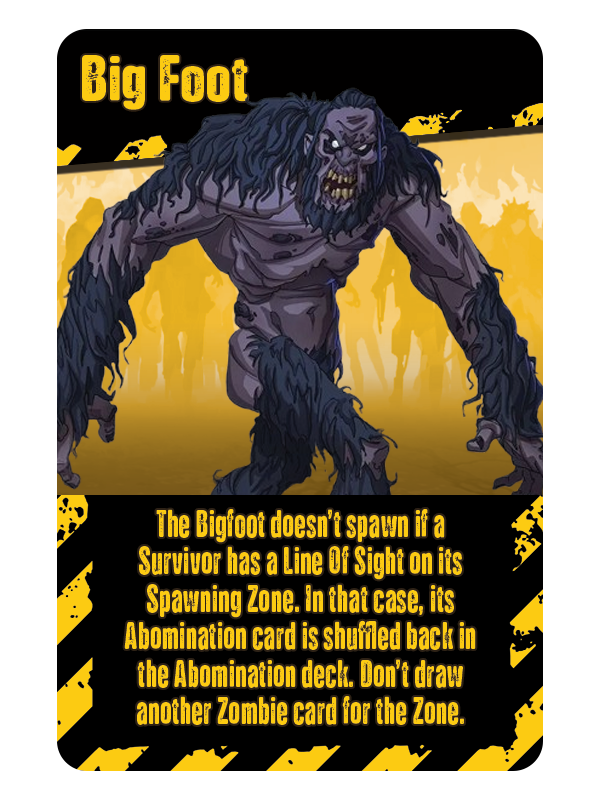 Big Foot
The Bigfoot doesn't spawn if a
Survivor has a Line Of Sight on its
Spawning Zone. In that case, its
Abomination card is shuffled back in
the Abomination deck. Don't draw
another Zombie card for the Zone.